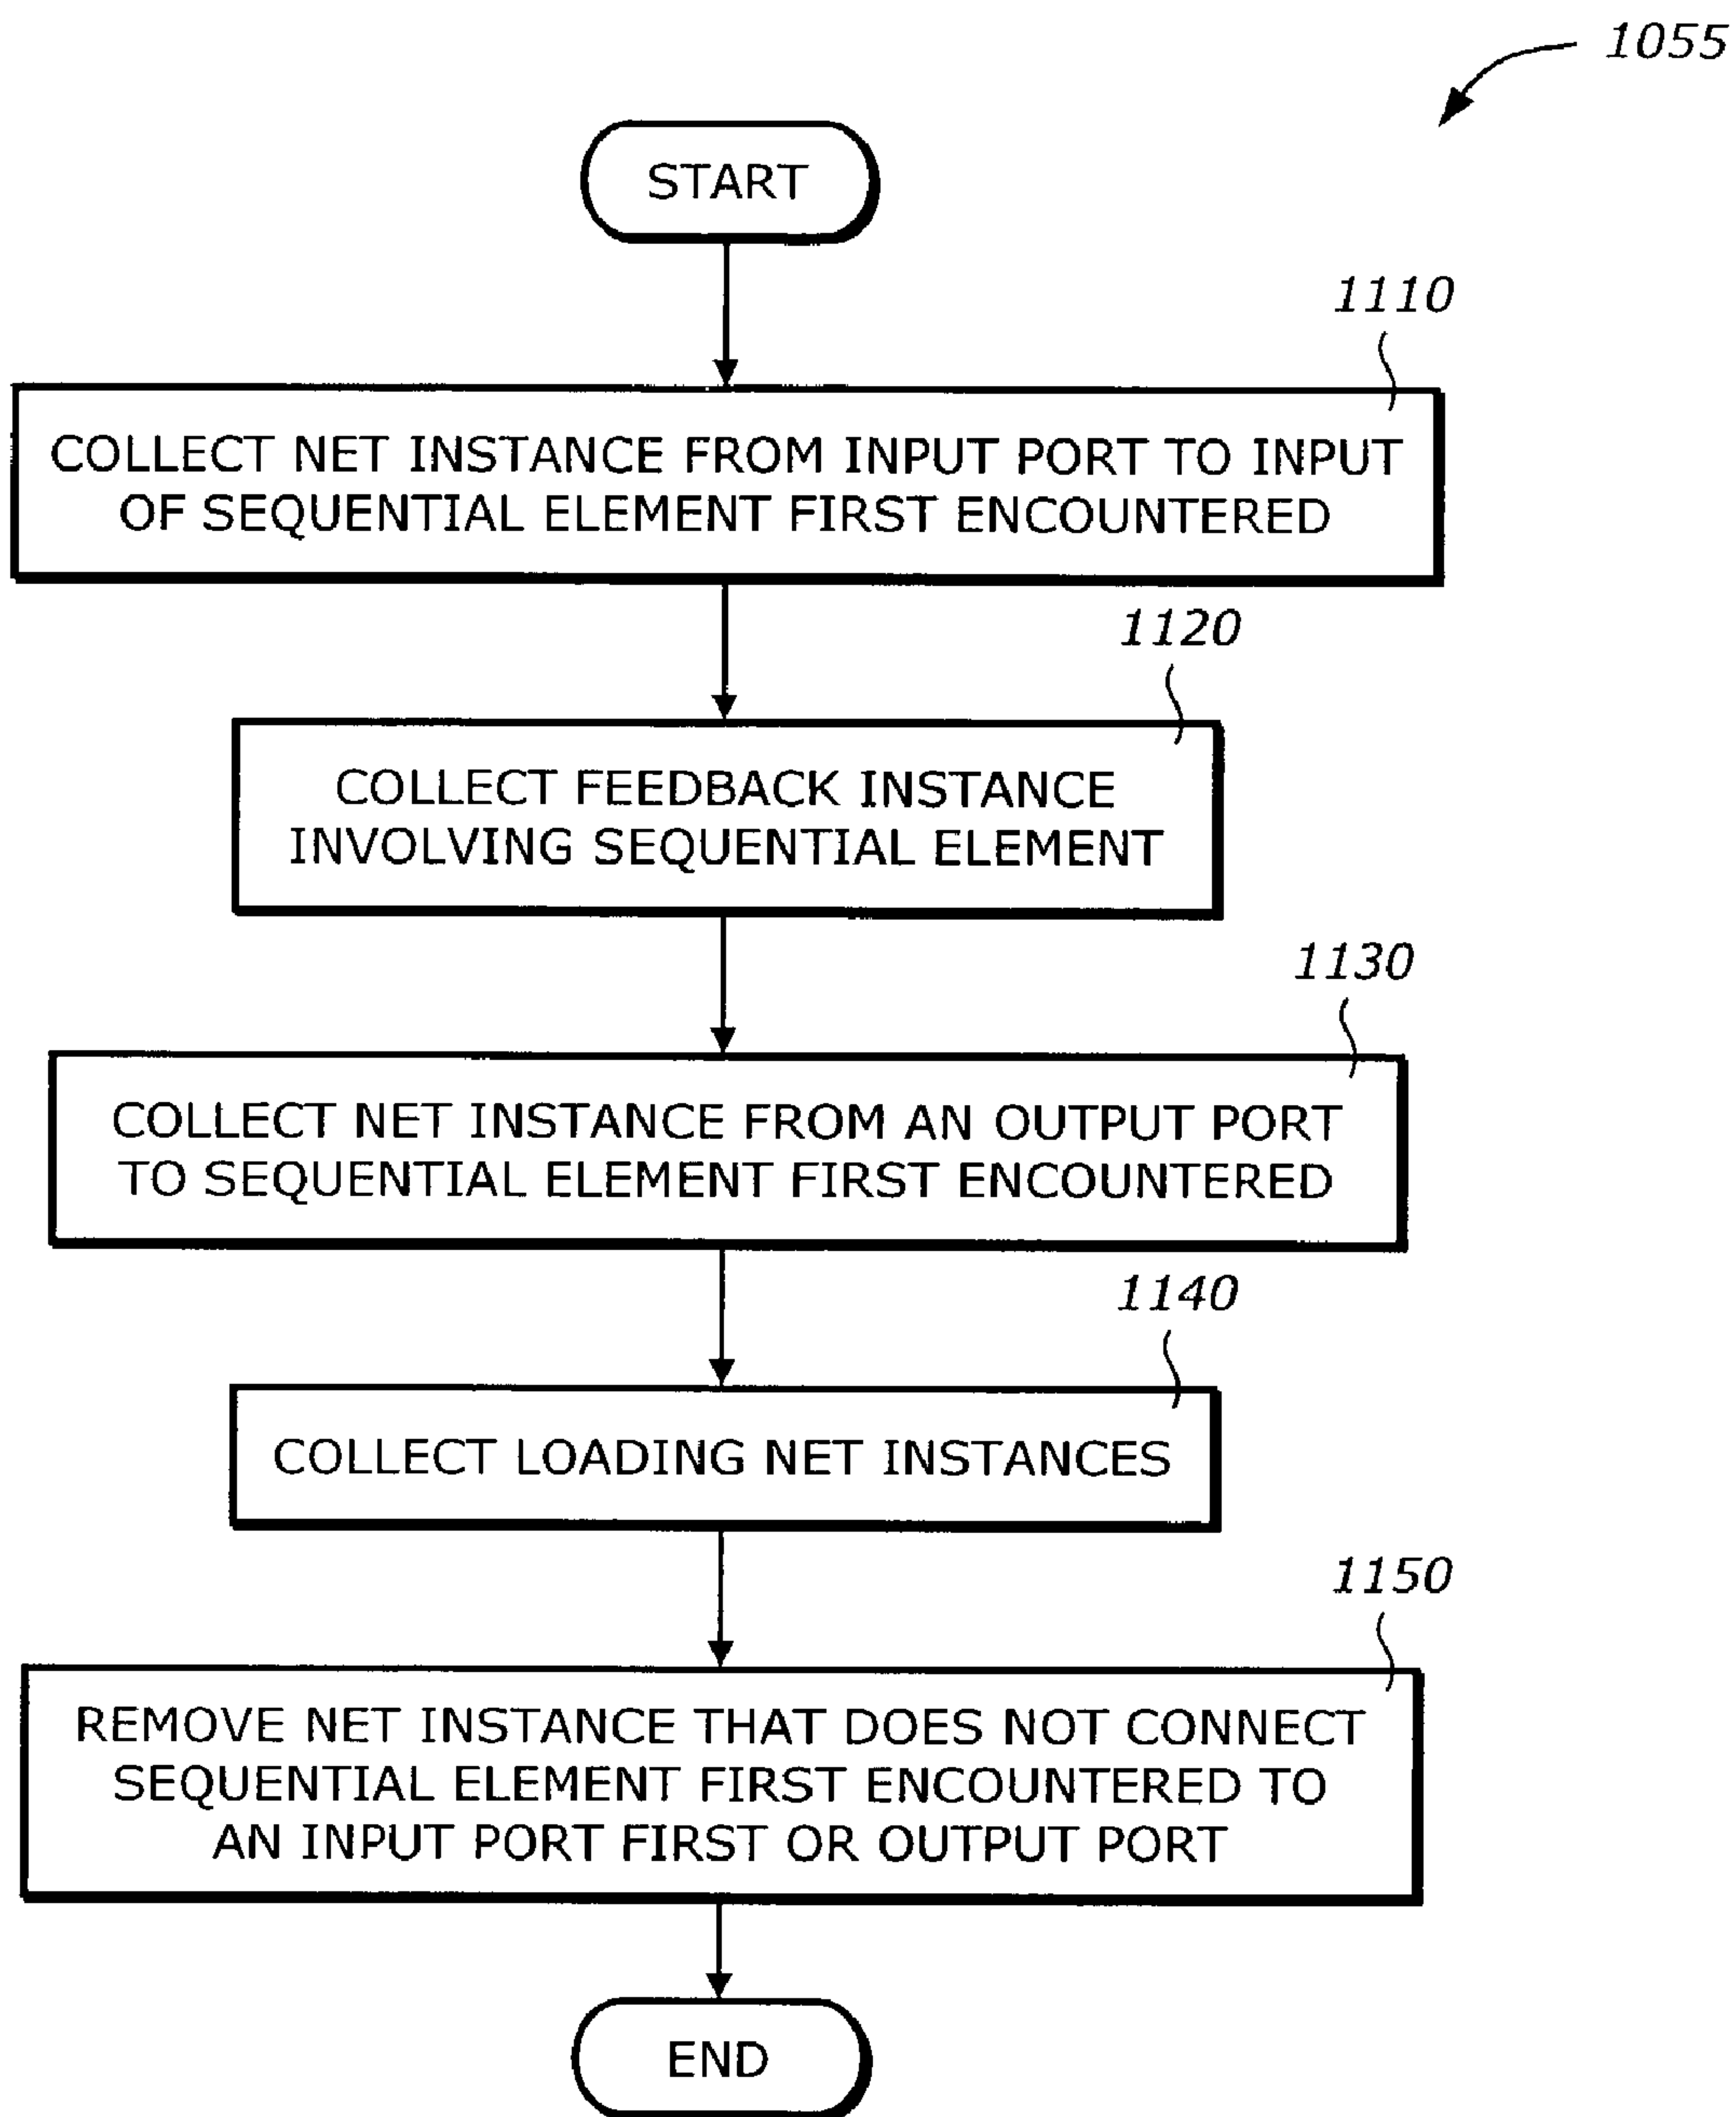 1055
START
1110
COLLECT NET INSTANCE FROM INPUT PORT TO INPUT
OF SEQUENTIAL ELEMENT FIRST ENCOUNTERED
1120
COLLECT FEEDBACK INSTANCE
INVOLVING SEQUENTIAL ELEMENT
1130
COLLECT NET INSTANCE FROM AN OUTPUT PORT
TO SEQUENTIAL ELEMENT FIRST ENCOUNTERED
1140
COLLECT LOADING NET INSTANCES
1150
REMOVE NET INSTANCE THAT DOES NOT CONNECT
SEQUENTIAL ELEMENT FIRST ENCOUNTERED TO
AN INPUT PORT FIRST OR OUTPUT PORT
END